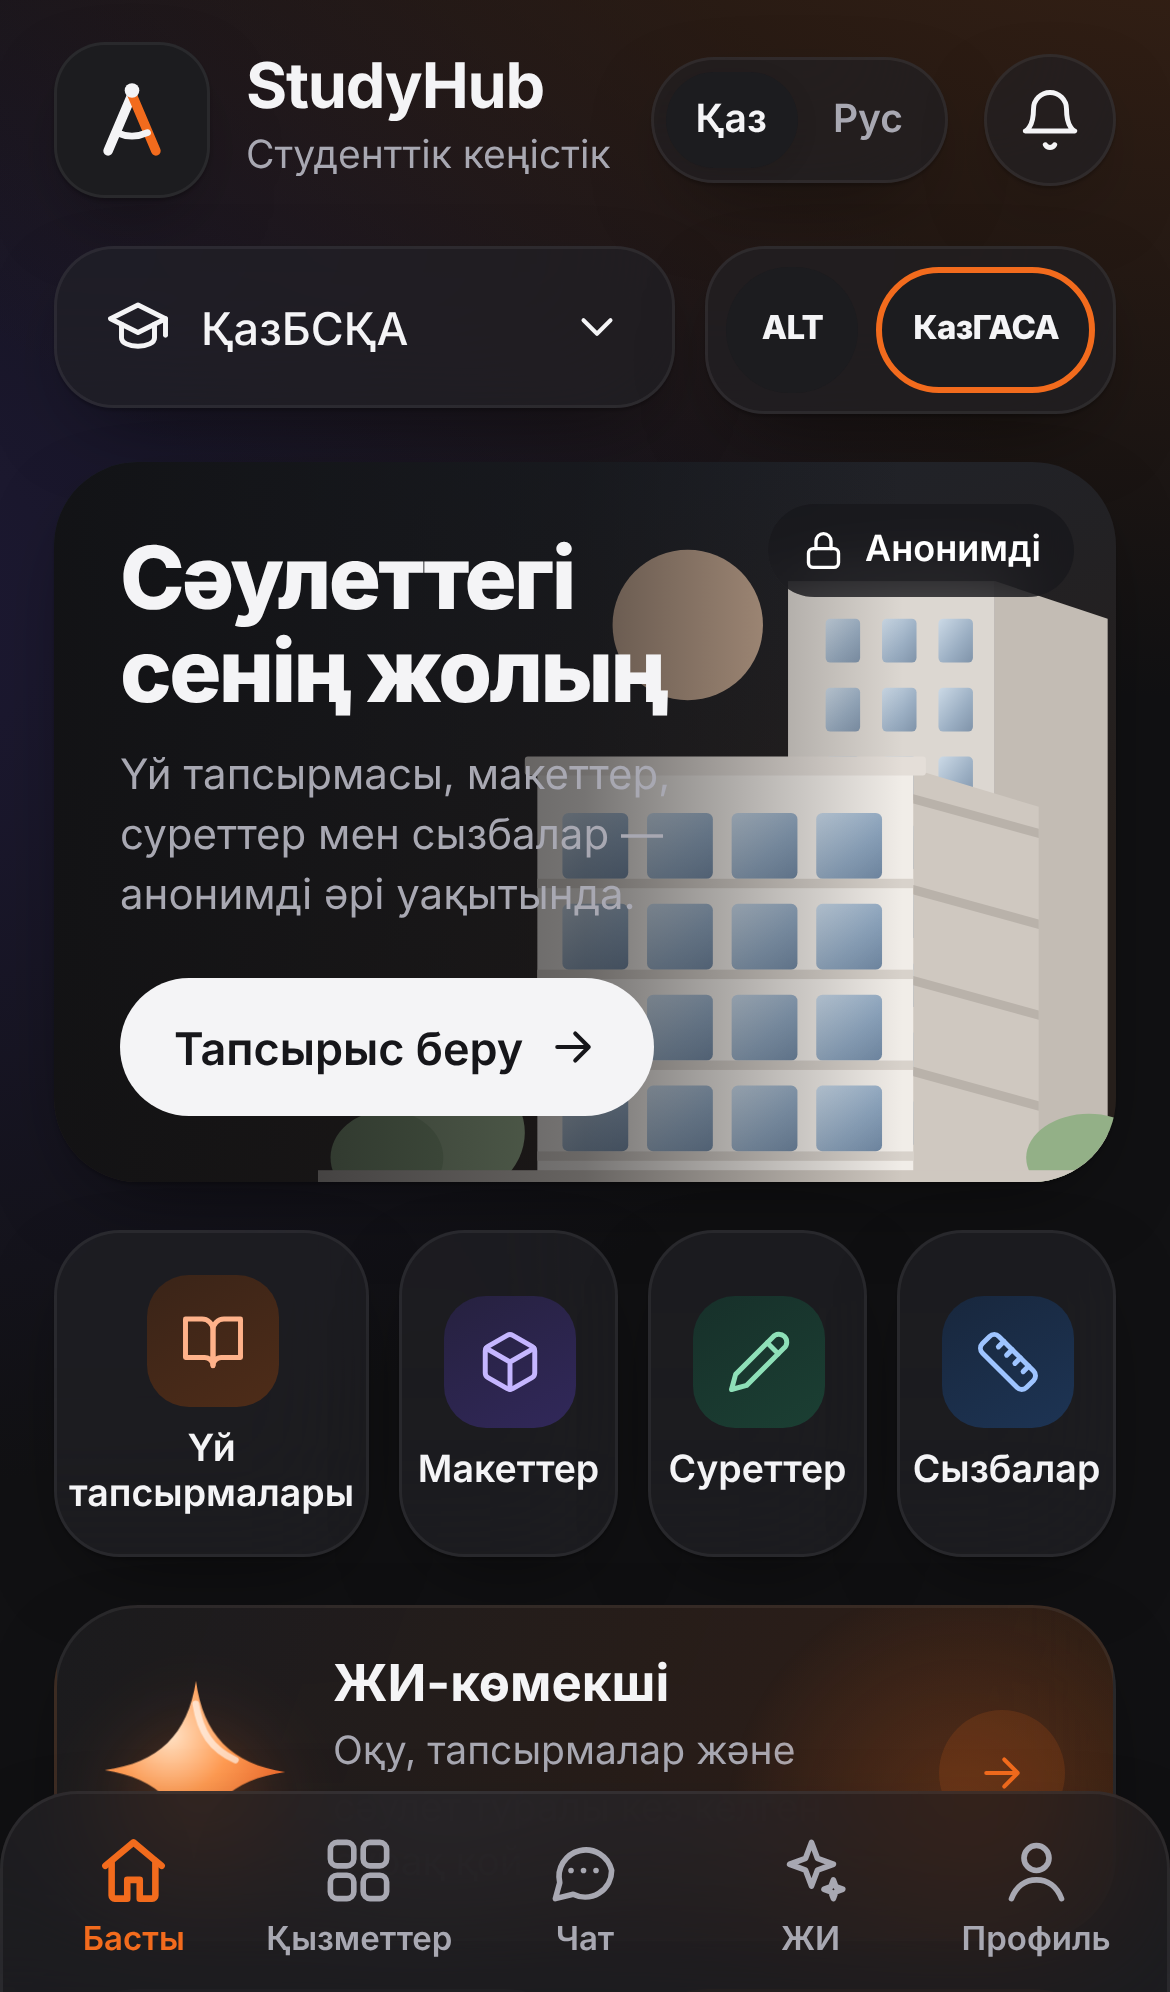 StudyHub
Студенттік кеңістік
Қаз Рус
ҚазБСҚА
ALT КазГАСА
Анонимді
Сәулеттегі
сенің жолың
Үй тапсырмасы, макеттер,
суреттер мен сызбалар —
анонимді әрі уақытында.
Тапсырыс беру →
Үй
тапсырмалары
Макеттер
Суреттер
Сызбалар
ЖИ-көмекші
Оқу, тапсырмалар және
Басты
Қызметтер
Чат
ЖИ
Профиль